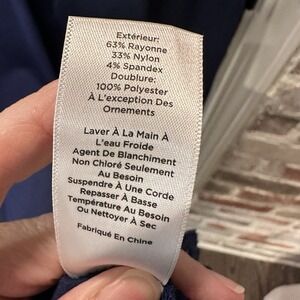 Extérieur:
63% Rayonne
33% Nylon
4% Spandex
Doublure:
100% Polyester
À L'exception Des
Ornements
Laver À La Main À
L'eau Froide
Agent De Blanchiment
Non Chloré Seulement
Au Besoin
Suspendre À Une Corde
Repasser À Basse
Température Au Besoin
Ou Nettoyer À Sec
Fabriqué En Chine